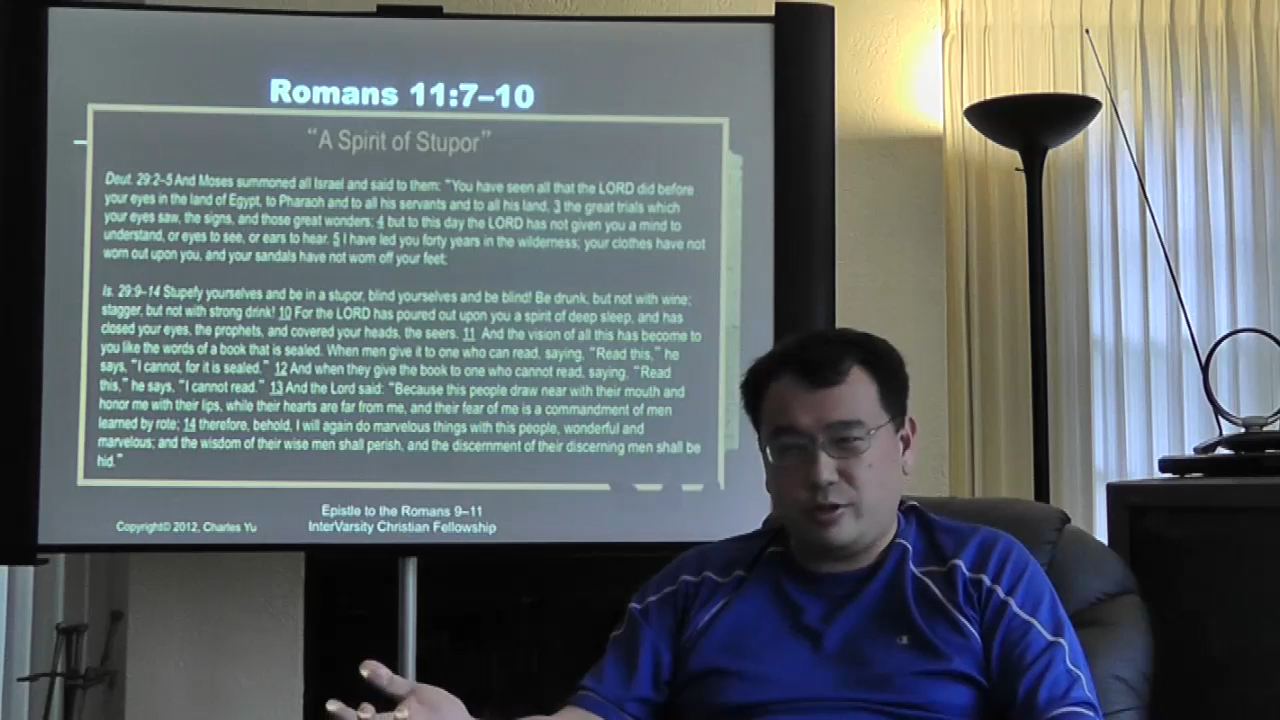 Romans 11:7–10
“A Spirit of Stupor”
Deut. 29:2–5 And Moses summoned all Israel and said to them: “You have seen all that the LORD did before
your eyes in the land of Egypt, to Pharaoh and to all his servants and to all his land, 3 the great trials which
your eyes saw, the signs, and those great wonders; 4 but to this day the LORD has not given you a mind to
understand, or eyes to see, or ears to hear. 5 I have led you forty years in the wilderness; your clothes have not
worn out upon you, and your sandals have not worn off your feet;
Is. 29:9–14 Stupefy yourselves and be in a stupor, blind yourselves and be blind! Be drunk, but not with wine;
stagger, but not with strong drink! 10 For the LORD has poured out upon you a spirit of deep sleep, and has
closed your eyes, the prophets, and covered your heads, the seers. 11 And the vision of all this has become to
you like the words of a book that is sealed. When men give it to one who can read, saying, “Read this,” he
says, “I cannot, for it is sealed.” 12 And when they give the book to one who cannot read, saying, “Read
this,” he says, “I cannot read.” 13 And the Lord said: “Because this people draw near with their mouth and
honor me with their lips, while their hearts are far from me, and their fear of me is a commandment of men
learned by rote; 14 therefore, behold, I will again do marvelous things with this people, wonderful and
marvelous; and the wisdom of their wise men shall perish, and the discernment of their discerning men shall be
hid.”
Epistle to the Romans 9–11
Copyright© 2012, Charles Yu
InterVarsity Christian Fellowship